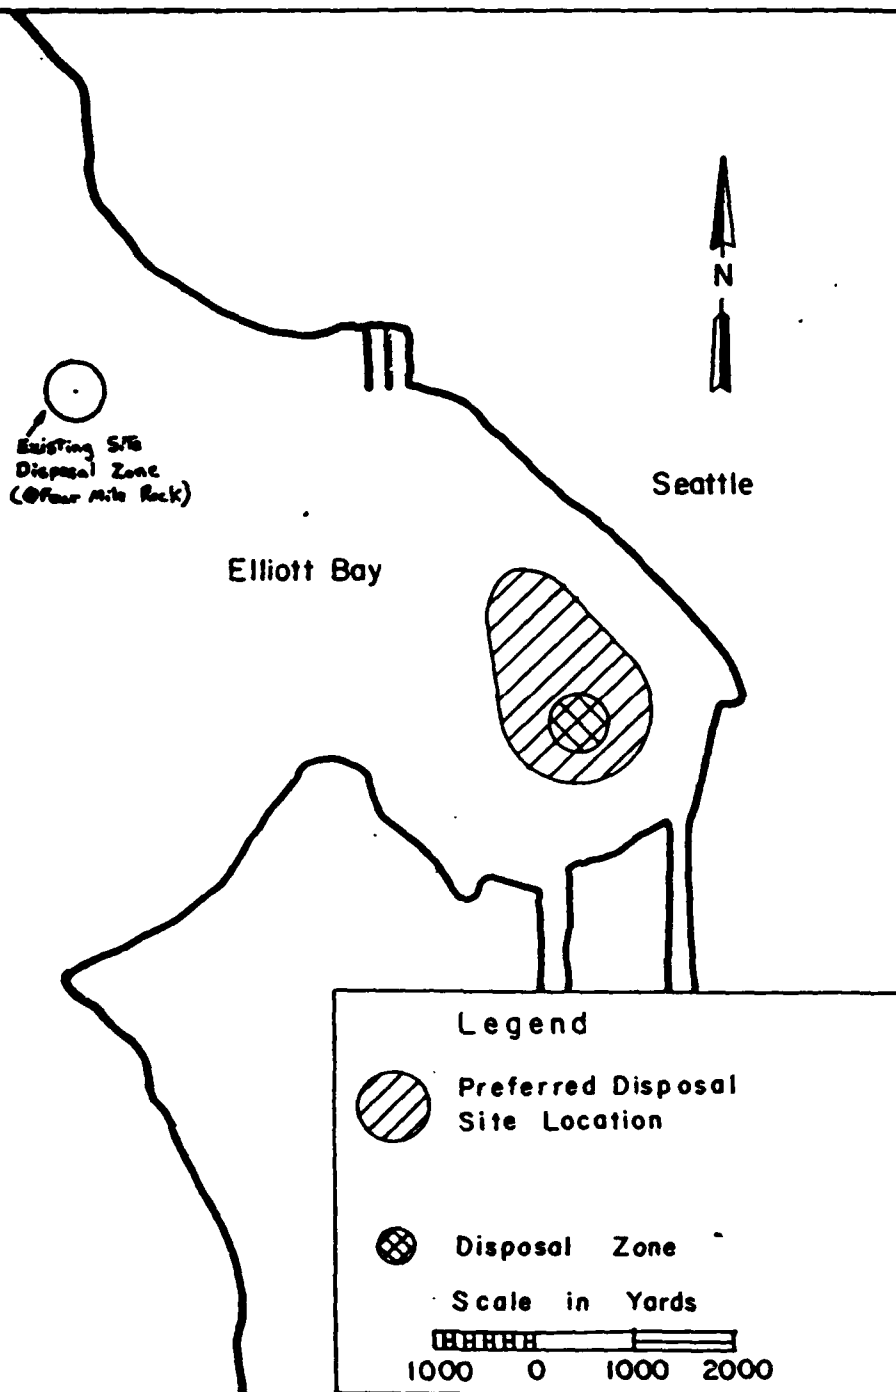 N
Existing Site
Disposal Zone
(@Four Mile Rock)
Seattle
Elliott Bay
Legend
Preferred Disposal
Site Location
Disposal Zone
Scale in Yards
1000 0 1000 2000